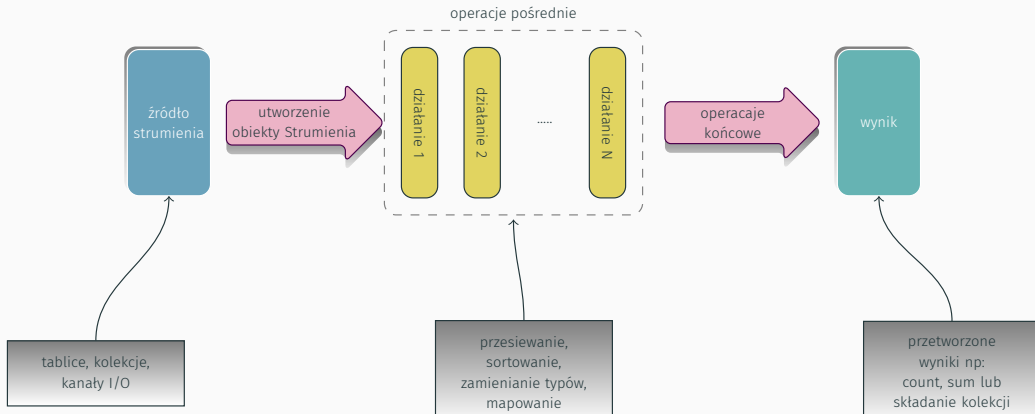 operacje pośrednie
źródło
strumienia
utworzenie
obiekty Strumienia
działanie 1
działanie 2
.....
działanie N
operacaje
końcowe
wynik
tablice, kolekcje,
kanały I/O
przesiewanie,
sortowanie,
zamienianie typów,
mapowanie
przetworzone
wyniki np:
count, sum lub
składanie kolekcji